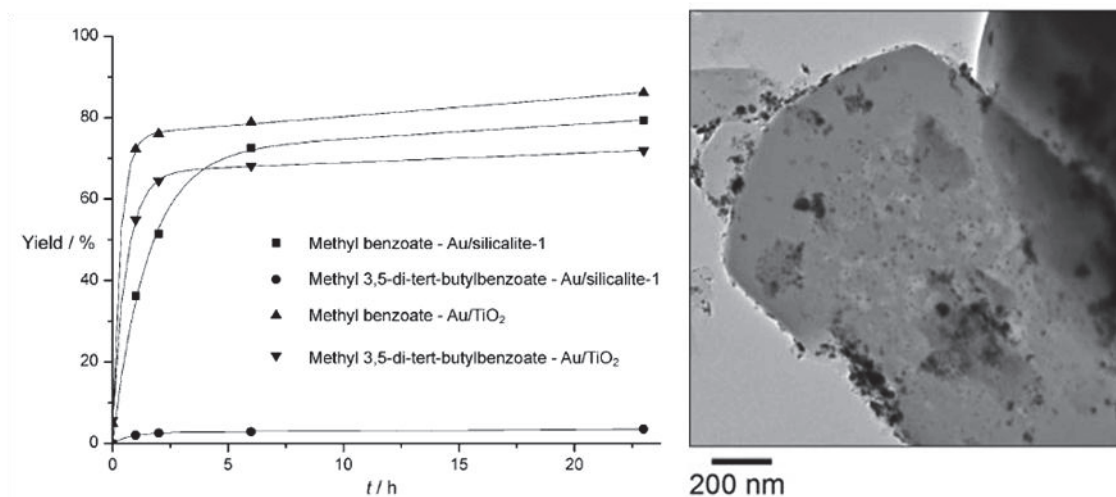 100
80
60
40
20
0
Yield / %
Methyl benzoate - Au/silicalite-1
Methyl 3,5-di-tert-butylbenzoate - Au/silicalite-1
Methyl benzoate - Au/TiO₂
Methyl 3,5-di-tert-butylbenzoate - Au/TiO₂
0 5 10 15 20
t / h
200 nm